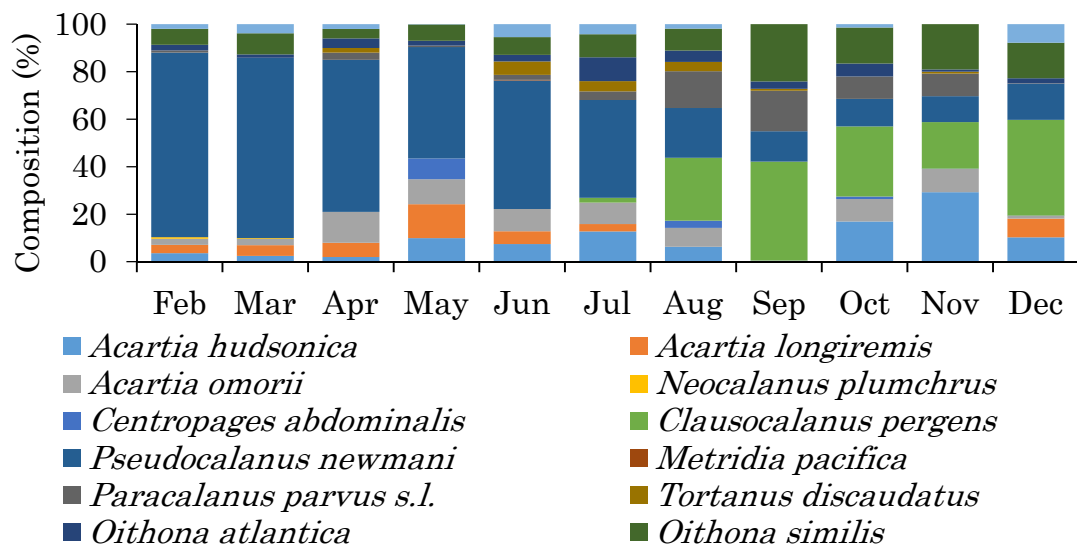 Composition (%)
100
80
60
40
20
0
Feb Mar Apr May Jun Jul Aug Sep Oct Nov Dec
Acartia hudsonica Acartia longiremis
Acartia omorii Neocalanus plumchrus
Centropages abdominalis Clausocalanus pergens
Pseudocalanus newmani Metridia pacifica
Paracalanus parvus s.l. Tortanus discaudatus
Oithona atlantica Oithona similis